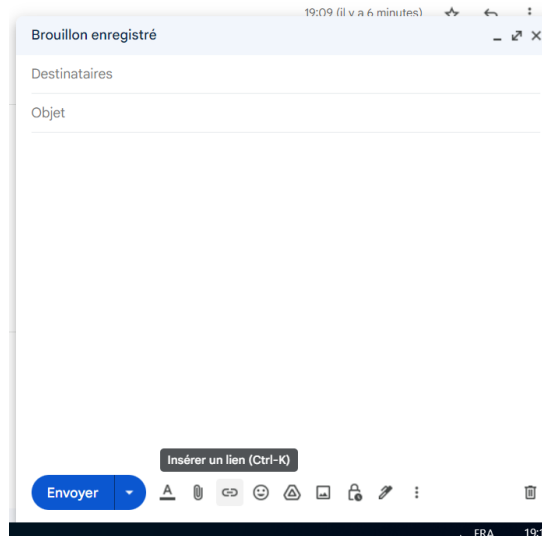 19:09 (il y a 6 minutes)
Brouillon enregistré
Destinataires
Objet
Insérer un lien (Ctrl-K)
Envoyer
FRA